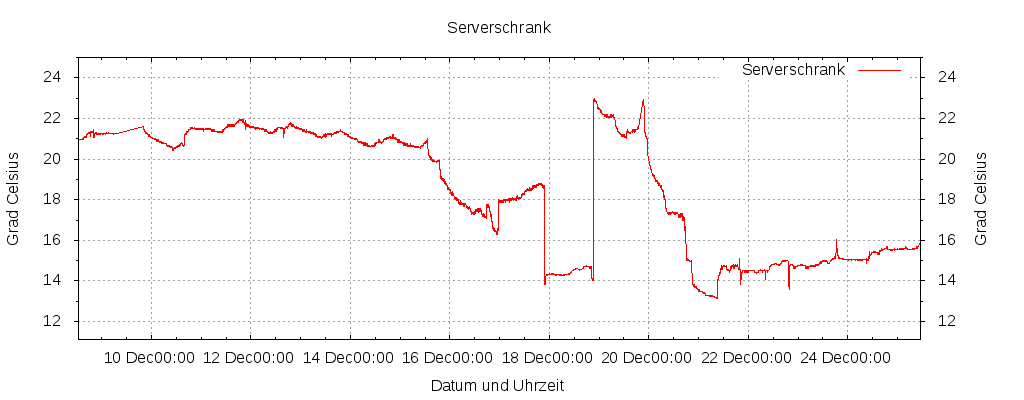 Serverschrank
Serverschrank
24 24
22 22
20 20
18 18
16 16
14 14
12 12
Grad Celsius
Grad Celsius
10 Dec00:00 12 Dec00:00 14 Dec00:00 16 Dec00:00 18 Dec00:00 20 Dec00:00 22 Dec00:00 24 Dec00:00
Datum und Uhrzeit